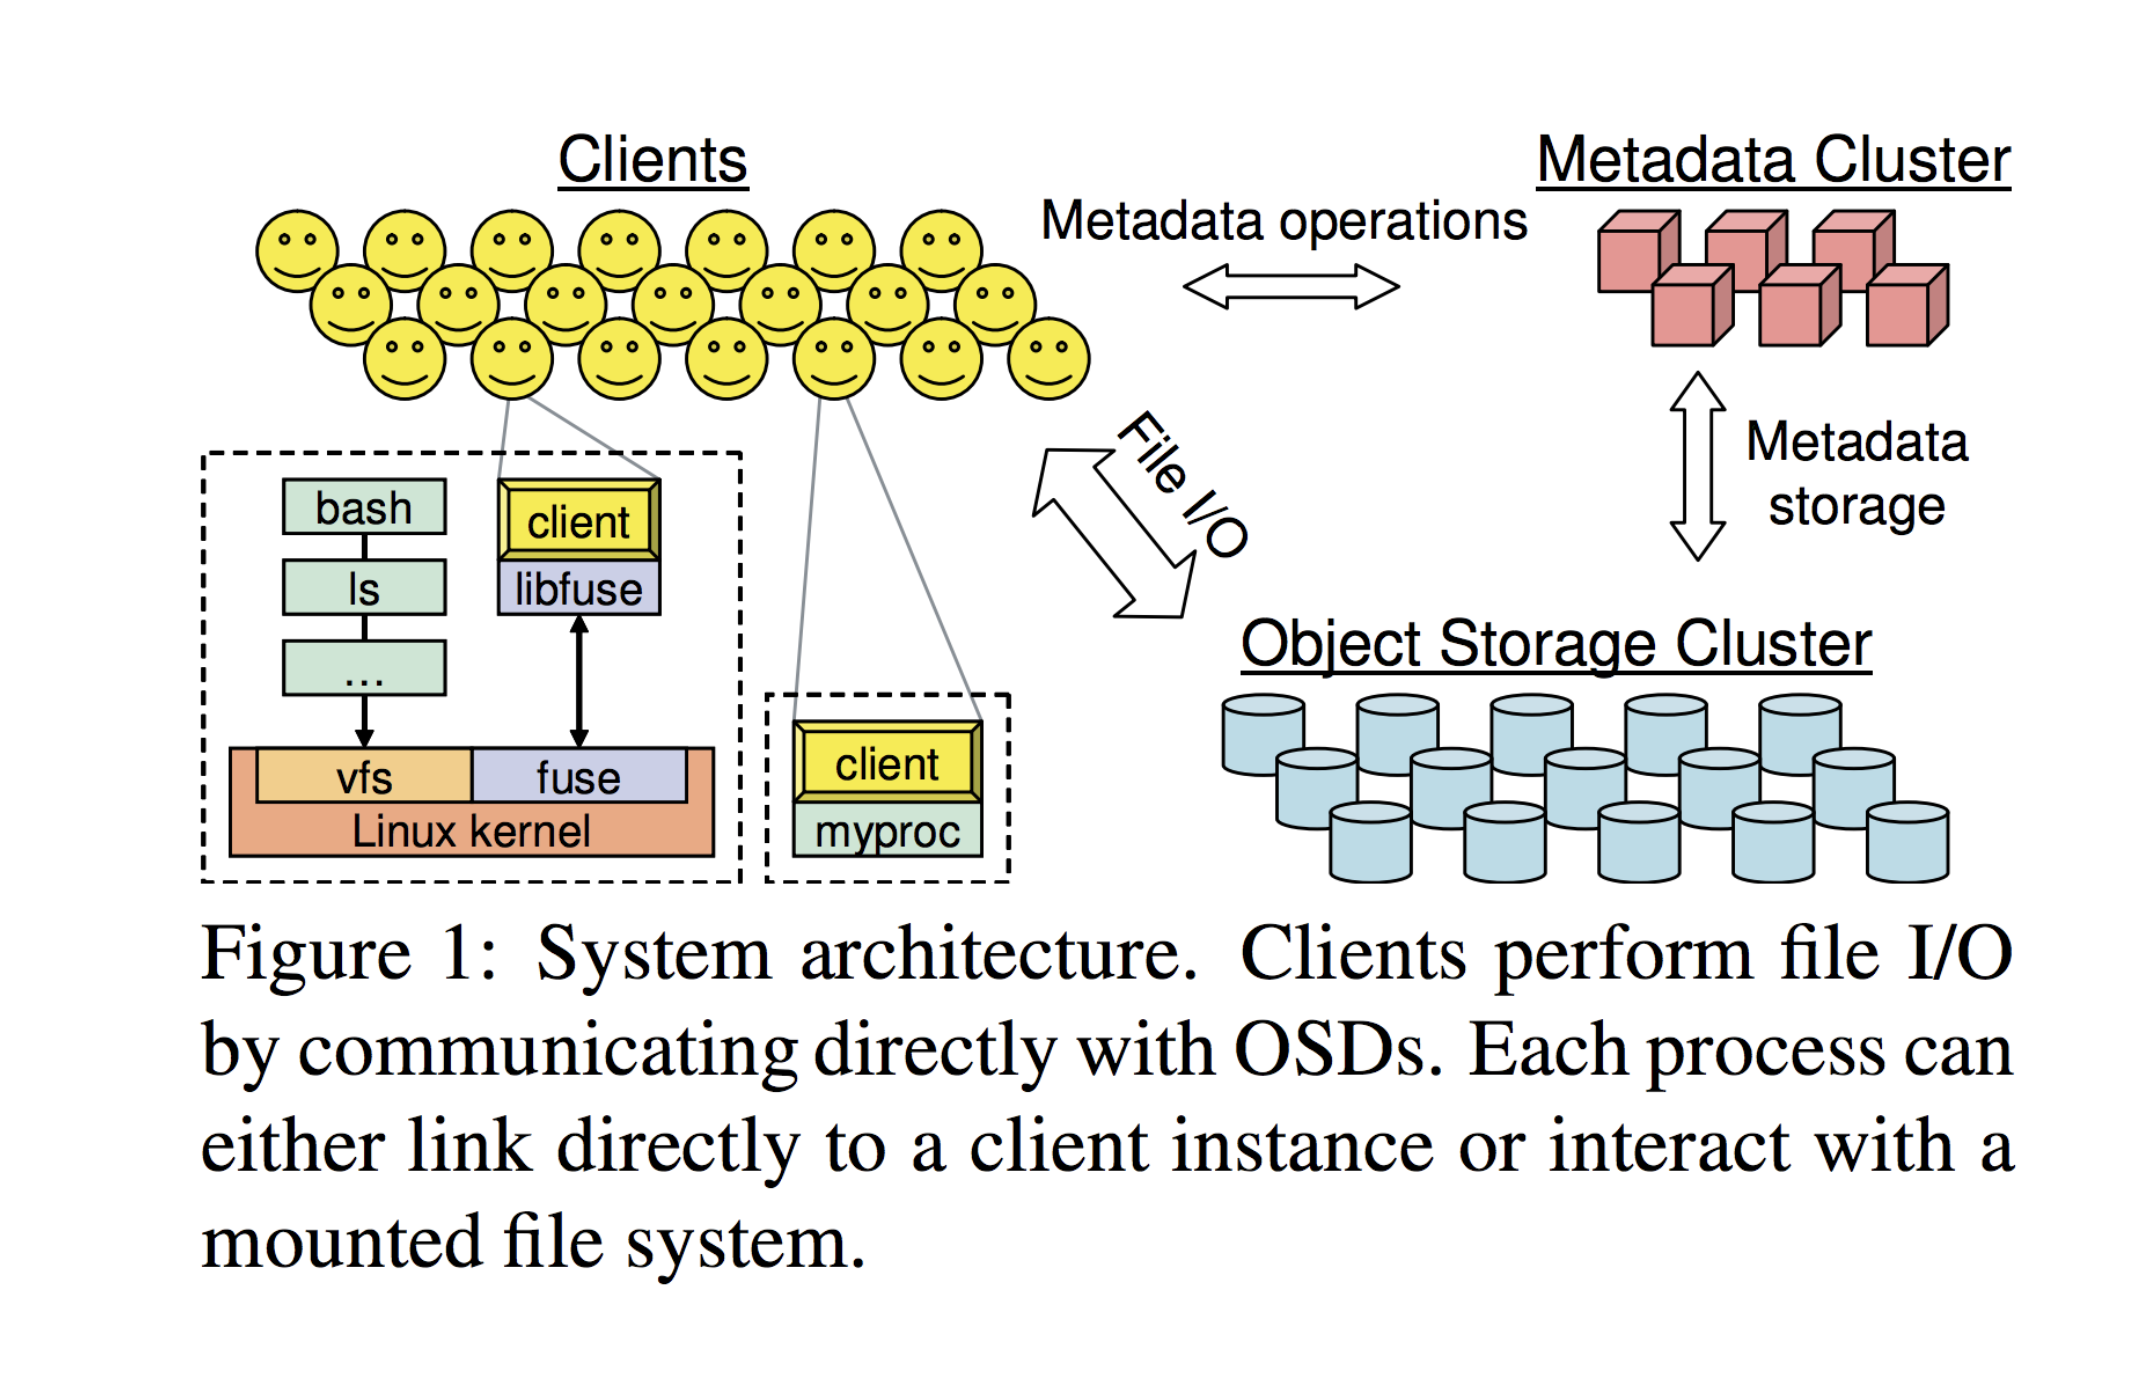 Clients
Metadata Cluster
Metadata operations
File I/O
Metadata
storage
bash
client
ls
libfuse
...
Object Storage Cluster
vfs
fuse
Linux kernel
client
myproc
Figure 1: System architecture. Clients perform file I/O
by communicating directly with OSDs. Each process can
either link directly to a client instance or interact with a
mounted file system.